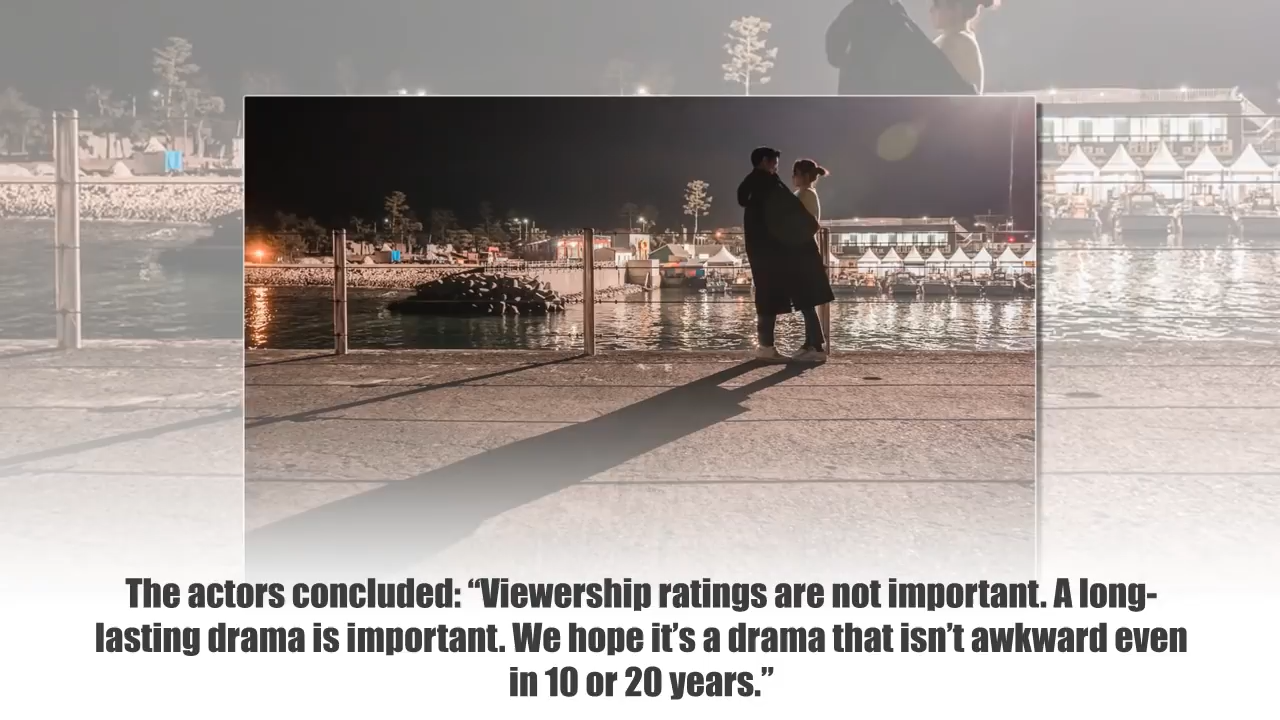 The actors concluded: “Viewership ratings are not important. A long-
lasting drama is important. We hope it’s a drama that isn’t awkward even
in 10 or 20 years.”